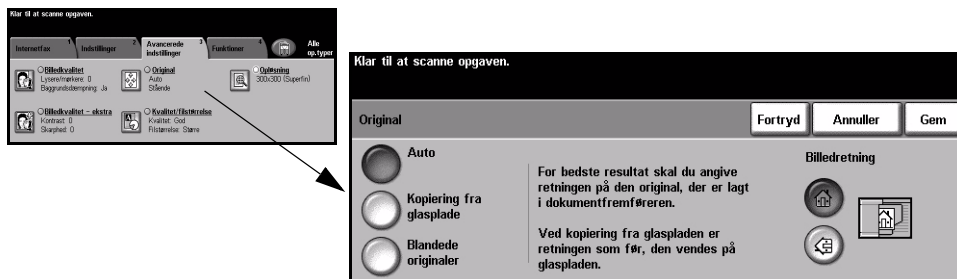 Klar til at scanne opgaven.
Internetfax
1
Indstillinger
2
Avancerede
indstillinger
3
Funktioner
4
Alle
op.typer
Billedkvalitet
Lysere/mørkere: 0
Baggrundsdæmpning: Ja
Original
Auto
Stående
Opløsning
300x300 (Superfin)
Billedkvalitet - ekstra
Kontrast: 0
Skarphed: 0
Kvalitet/filstørrelse
Kvalitet: God
Filstørrelse: Større
Klar til at scanne opgaven.
Original
Fortryd
Annuller
Gem
Auto
Kopiering fra
glasplade
Blandede
originaler
For bedste resultat skal du angive
retningen på den original, der er lagt
i dokumentfremføreren.
Ved kopiering fra glaspladen er
retningen som før, den vendes på
glaspladen.
Billedretning